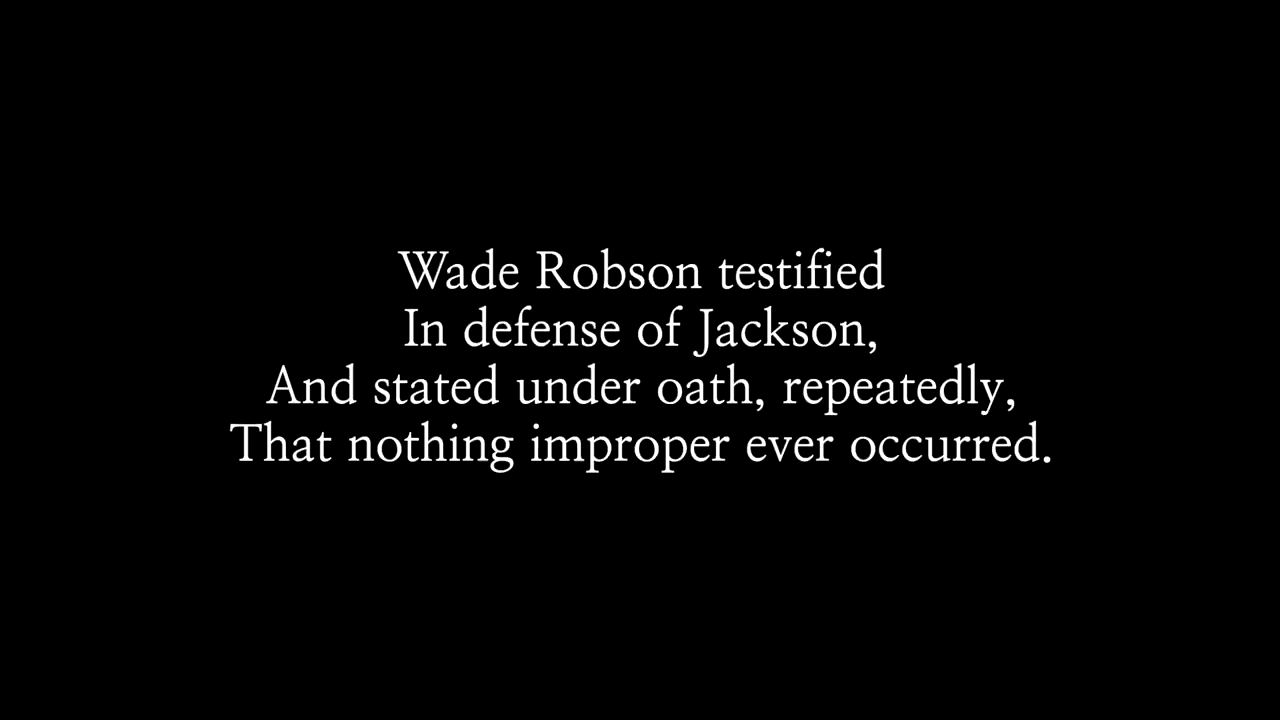 Wade Robson testified
In defense of Jackson,
And stated under oath, repeatedly,
That nothing improper ever occurred.